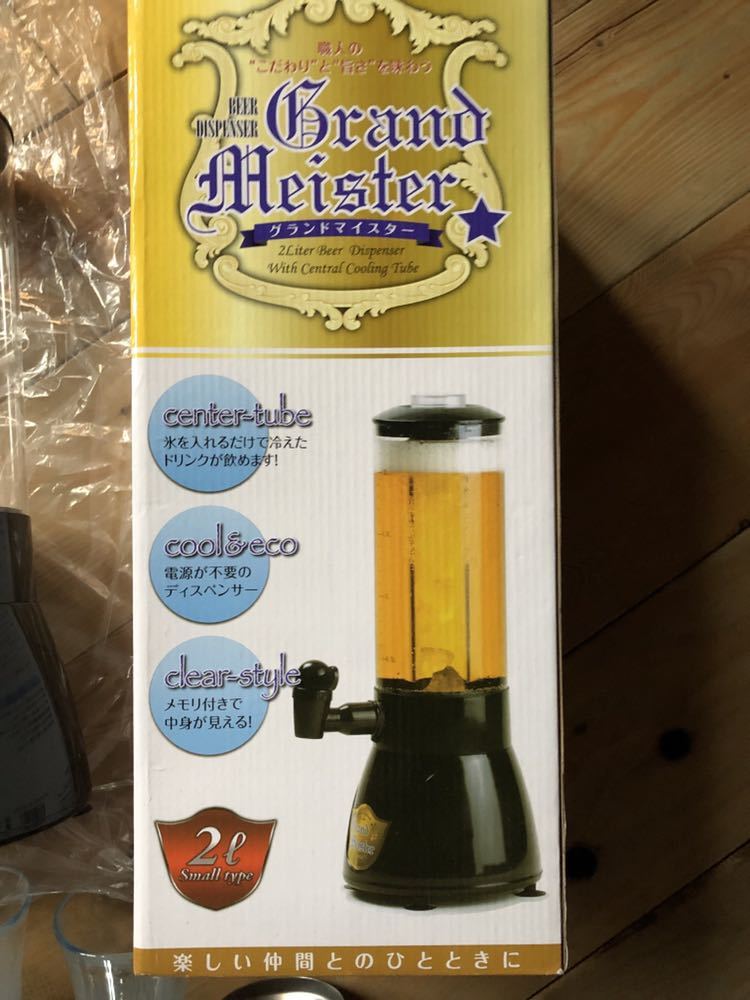 職人の
"こだわり"と"旨さ"を味わう
BEER
DISPENSER
Grand
Meister
グランドマイスター
2Liter Beer Dispenser
With Central Cooling Tube
center-tube
氷を入れるだけで冷えた
ドリンクが飲めます!
cool&eco
電源が不要の
ディスペンサー
clear-style
メモリ付きで
中身が見える!
2ℓ
Small type
楽しい仲間とのひとときに